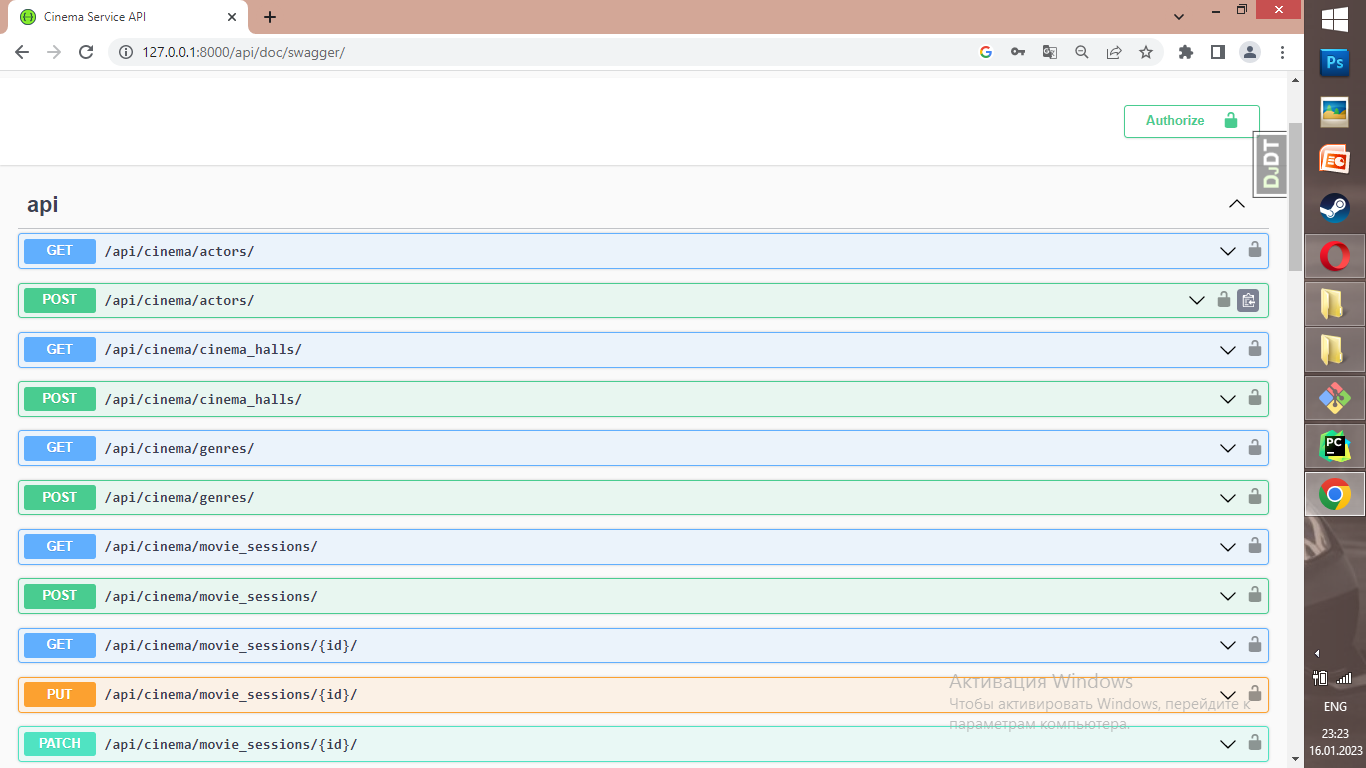 Cinema Service API
127.0.0.1:8000/api/doc/swagger/
Ps
Authorize
DjDT
api
GET /api/cinema/actors/
POST /api/cinema/actors/
GET /api/cinema/cinema_halls/
POST /api/cinema/cinema_halls/
GET /api/cinema/genres/
POST /api/cinema/genres/
PC
GET /api/cinema/movie_sessions/
POST /api/cinema/movie_sessions/
GET /api/cinema/movie_sessions/{id}/
PUT /api/cinema/movie_sessions/{id}/
PATCH /api/cinema/movie_sessions/{id}/
Активация Windows
Чтобы активировать Windows, перейдите к
параметрам компьютера.
ENG
23:23
16.01.2023